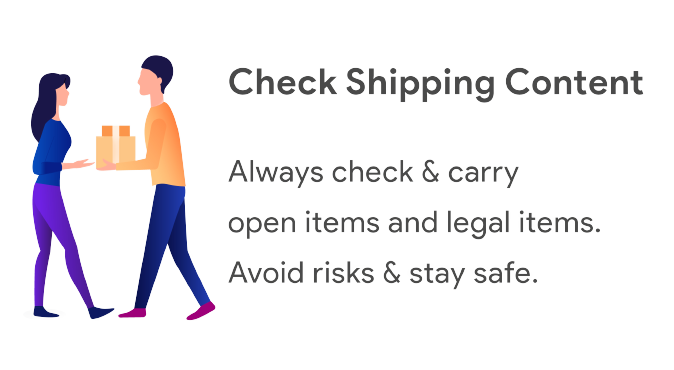 Check Shipping Content
Always check & carry
open items and legal items.
Avoid risks & stay safe.